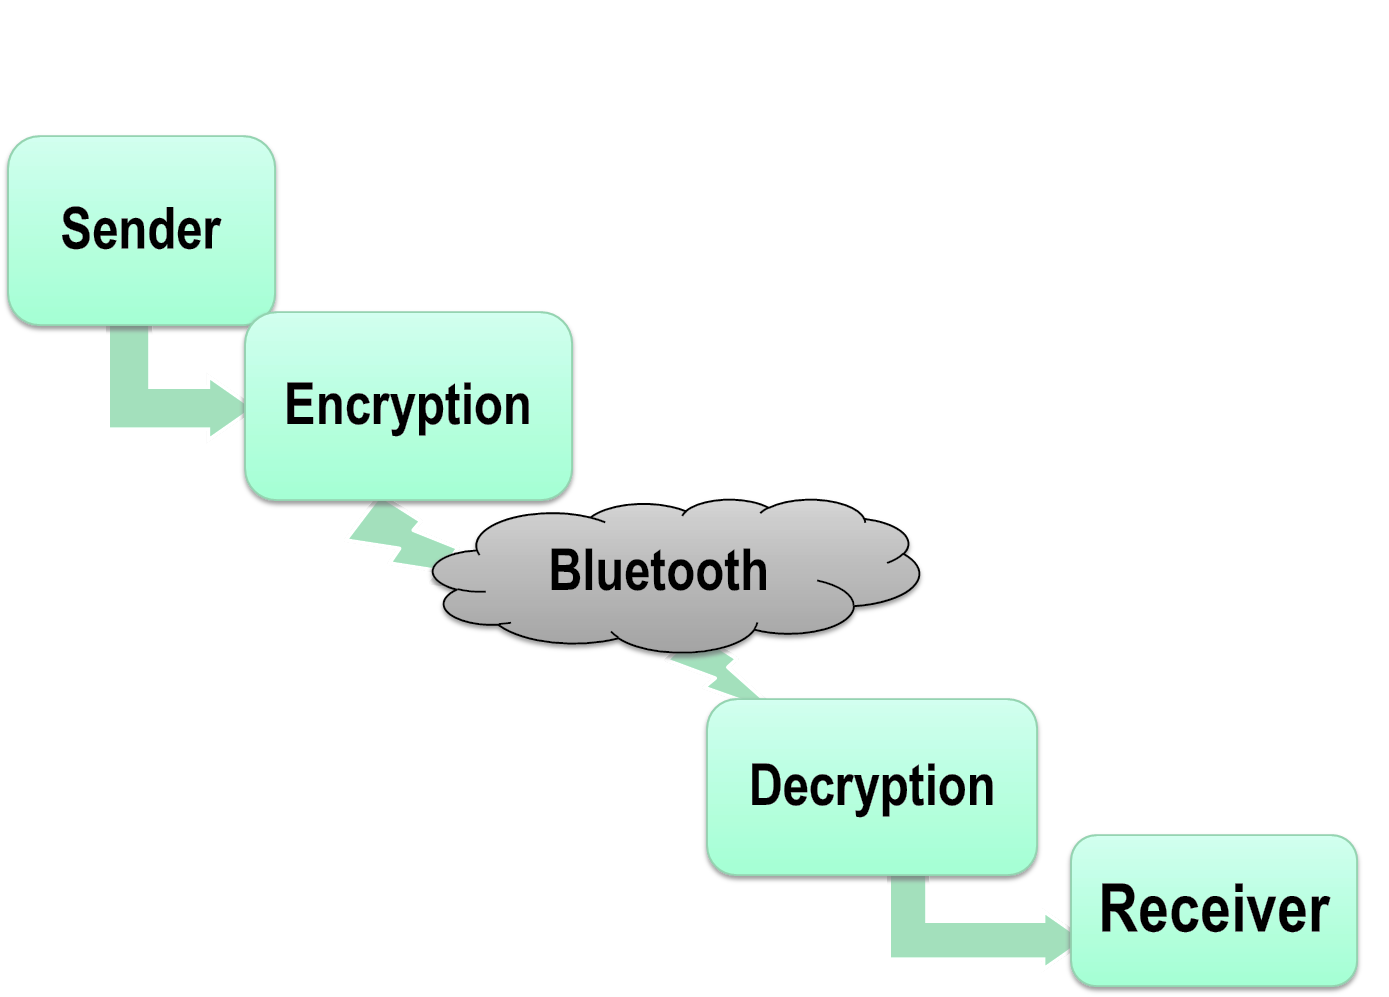 Sender
Encryption
Bluetooth
Decryption
Receiver